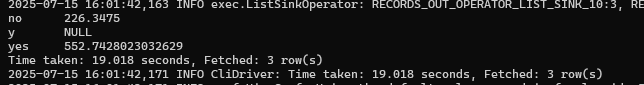 2025-07-15 16:01:42,163 INFO exec.ListSinkOperator: RECORDS_OUT_OPERATOR_LIST_SINK_10:3, RE
no 226.3475
y NULL
yes 552.7428023032629
Time taken: 19.018 seconds, Fetched: 3 row(s)
2025-07-15 16:01:42,171 INFO CliDriver: Time taken: 19.018 seconds, Fetched: 3 row(s)